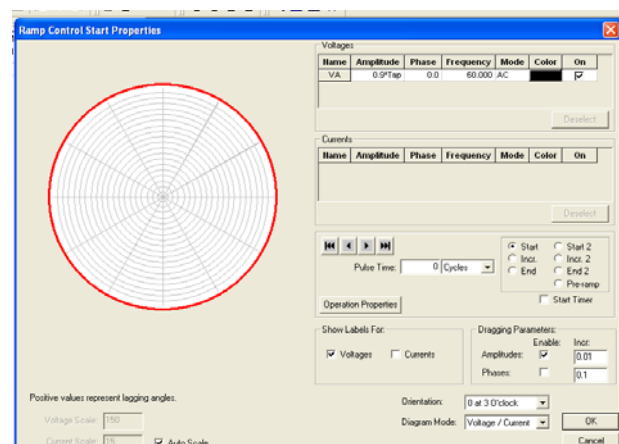 Ramp Control Start Properties
Voltages
Name Amplitude Phase Frequency Mode Color On
VA 0.9*Tap 0.0 60.000 AC
Deselect
Currents
Name Amplitude Phase Frequency Mode Color On
Deselect
Pulse Time: 0 Cycles
Start Start 2
Incr. Incr. 2
End End 2
Pre-ramp
Start Timer
Operation Properties
Show Labels For:
Voltages Currents
Dragging Parameters:
Enable: Incr:
Amplitudes: 0.01
Phases: 0.1
Positive values represent lagging angles.
Voltage Scale: 150
Current Scale: 15 Auto Scale
Orientation: 0 at 3 O'clock
Diagram Mode: Voltage / Current
OK
Cancel